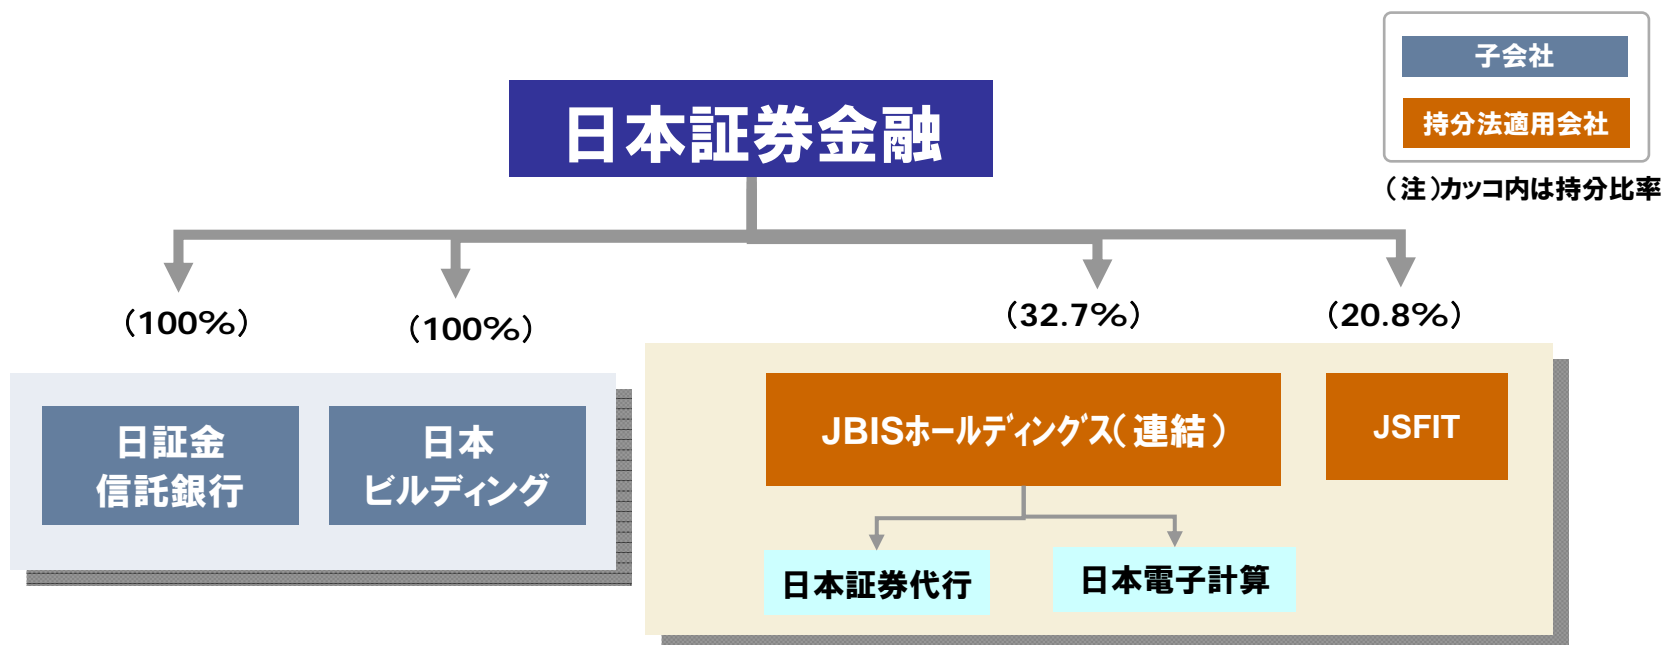 子会社
日本証券金融
持分法適用会社
(注)カッコ内は持分比率
(100%)
(100%)
(32.7%)
(20.8%)
日証金
信託銀行
日本
ビルディング
JBISホールディングス(連結)
JSFIT
日本証券代行
日本電子計算